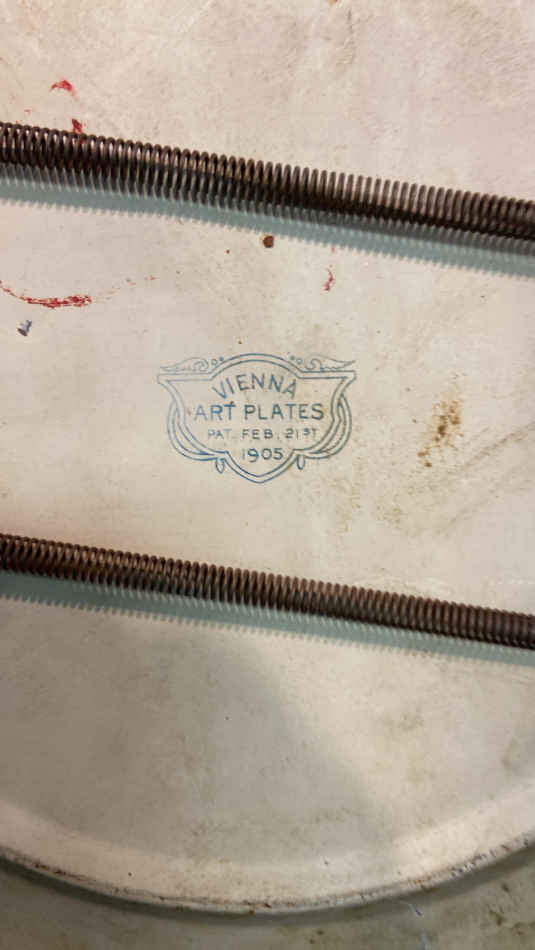 VIENNA
ART PLATES
PAT. FEB. 21ST
1905